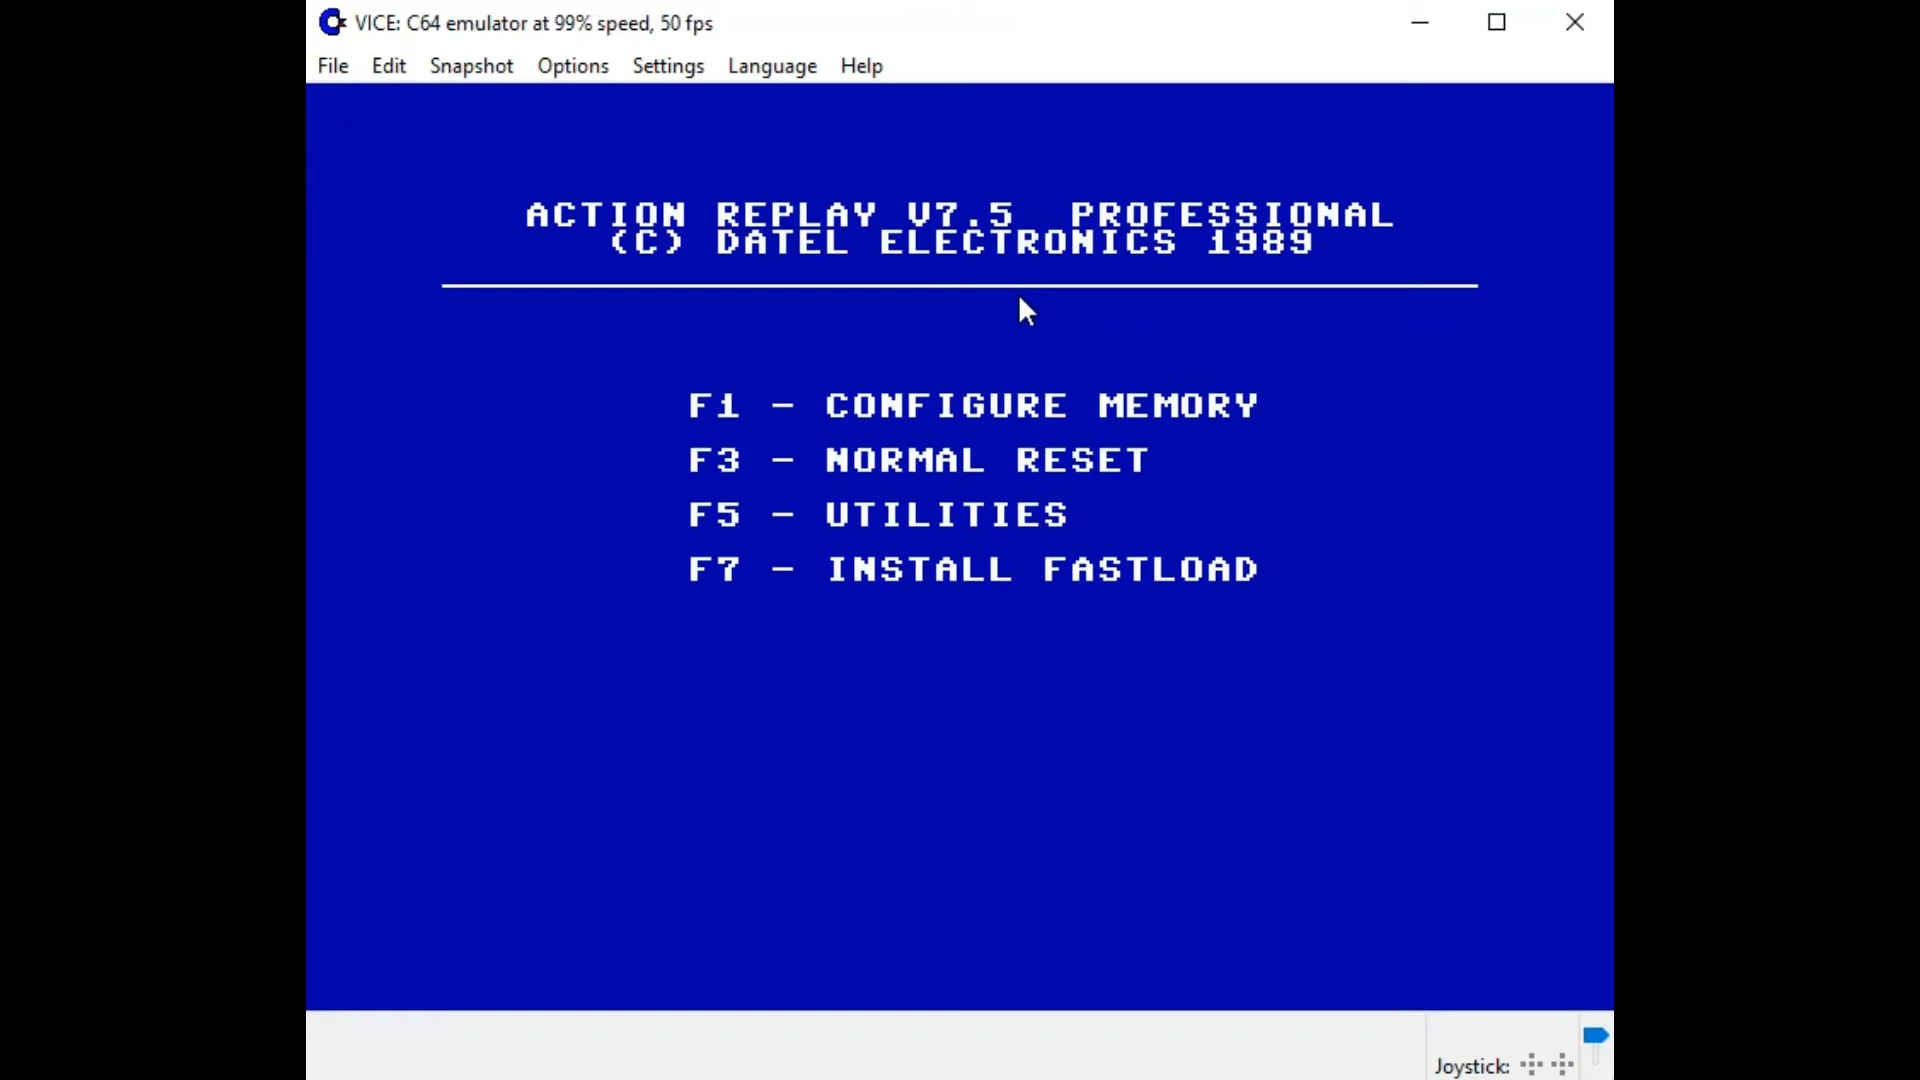 VICE: C64 emulator at 99% speed, 50 fps
File Edit Snapshot Options Settings Language Help
ACTION REPLAY V7.5 PROFESSIONAL
(C) DATEL ELECTRONICS 1989
F1 - CONFIGURE MEMORY
F3 - NORMAL RESET
F5 - UTILITIES
F7 - INSTALL FASTLOAD
Joystick: